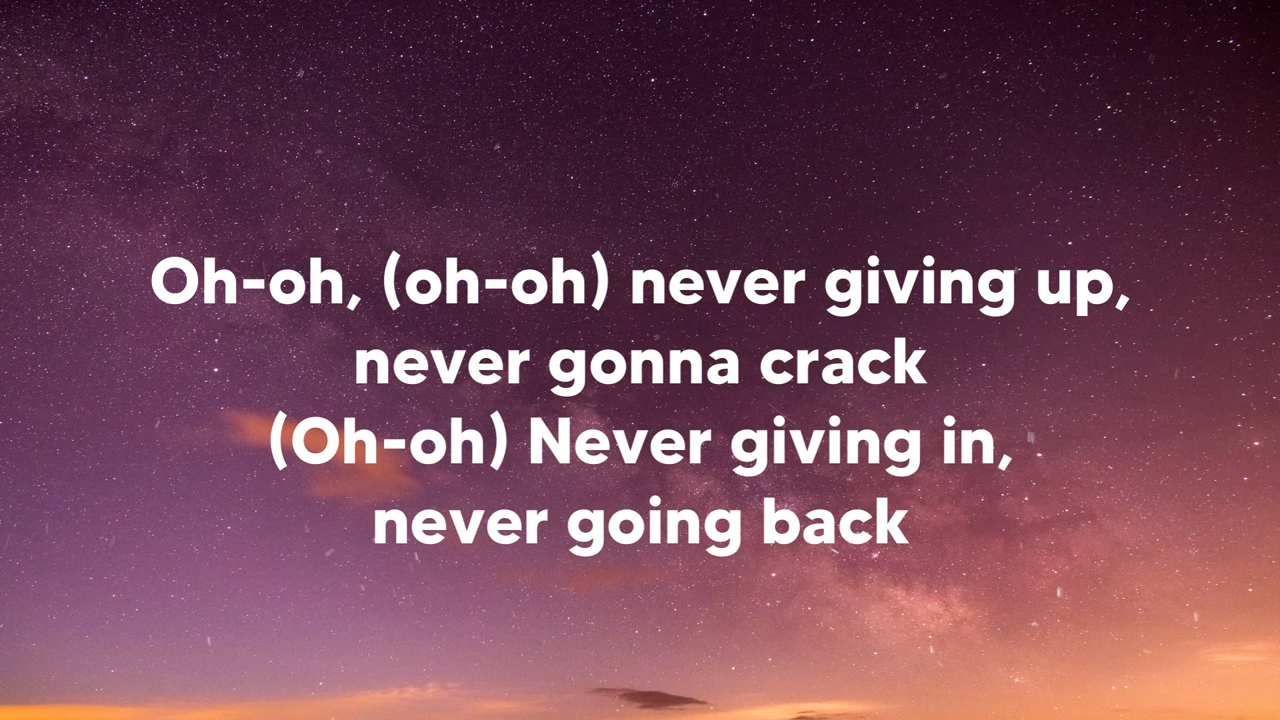 Oh-oh, (oh-oh) never giving up,
never gonna crack
(Oh-oh) Never giving in,
never going back